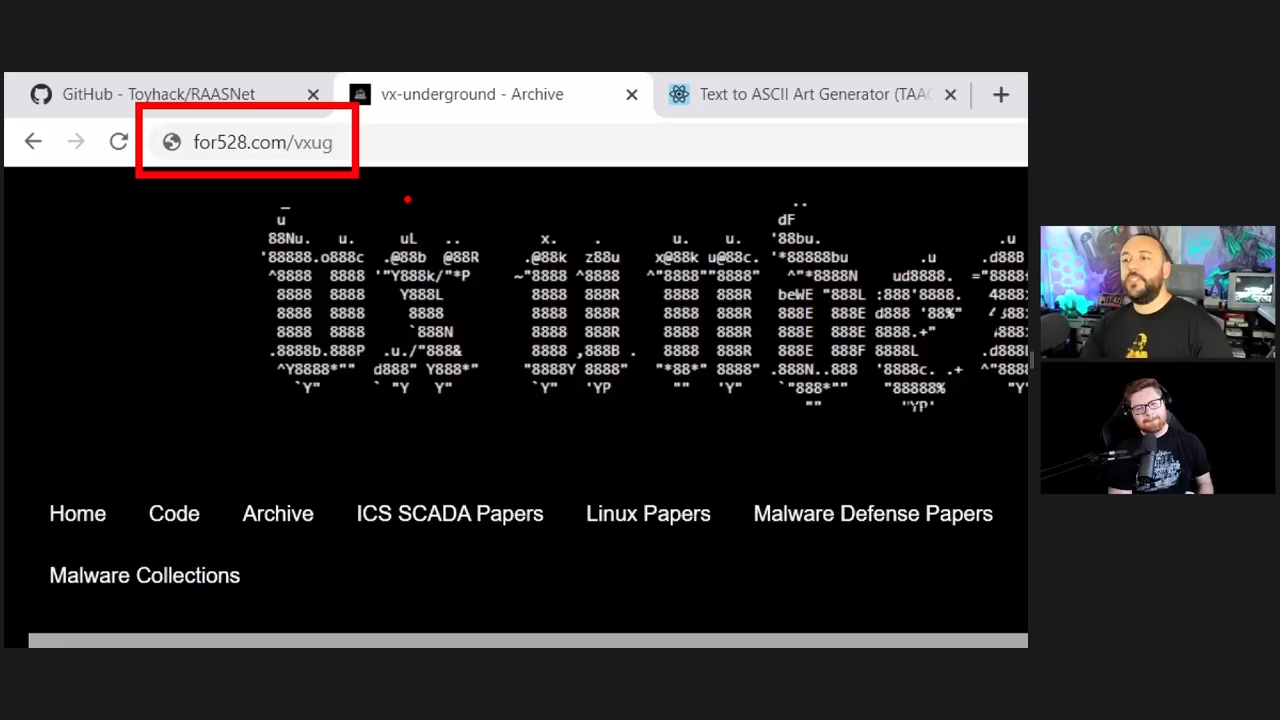 GitHub - Toyhack/RAASNet
vx-underground - Archive
Text to ASCII Art Generator (TAAG
for528.com/vxug
Home Code Archive ICS SCADA Papers Linux Papers Malware Defense Papers
Malware Collections